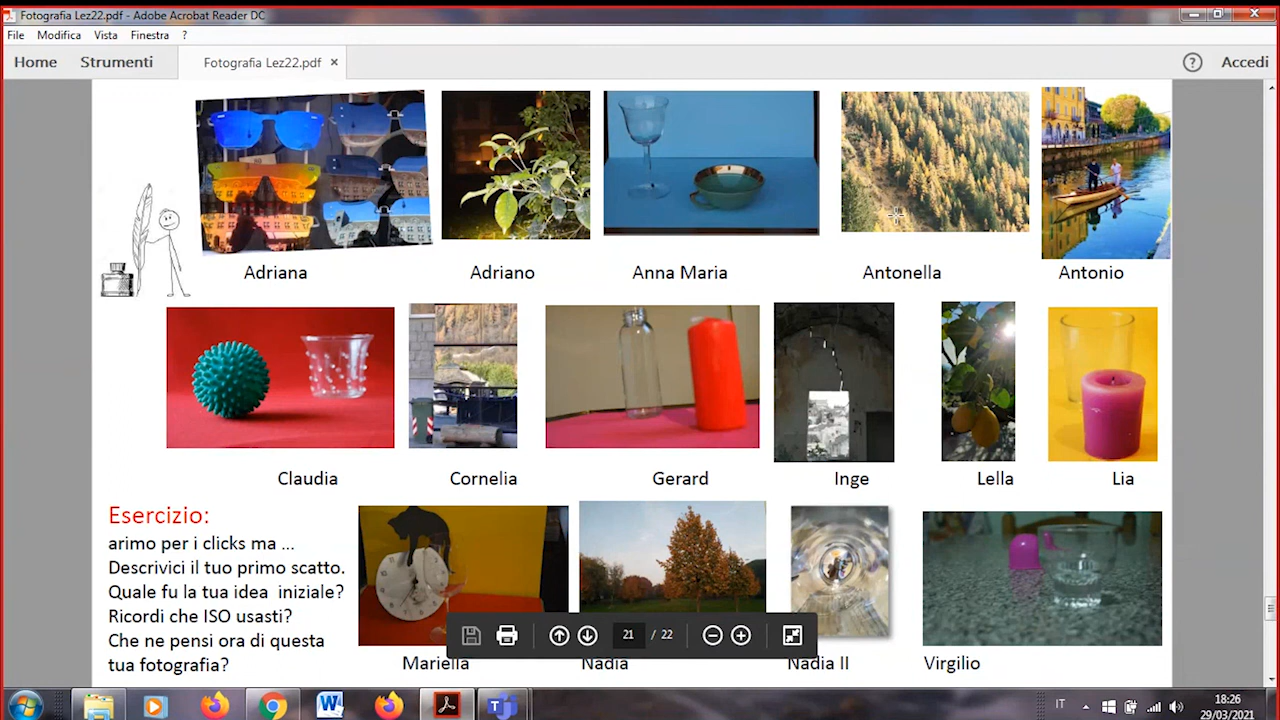 Fotografia Lez22.pdf - Adobe Acrobat Reader DC
File Modifica Vista Finestra ?
Home Strumenti Fotografia Lez22.pdf × ? Accedi
Adriana Adriano Anna Maria Antonella Antonio
Claudia Cornelia Gerard Inge Lella Lia
Esercizio:
arimo per i clicks ma ...
Descrivici il tuo primo scatto.
Quale fu la tua idea iniziale?
Ricordi che ISO usasti?
Che ne pensi ora di questa
tua fotografia?
21 / 22
Mariella Nadia Nadia II Virgilio
IT 18:26
29/03/2021